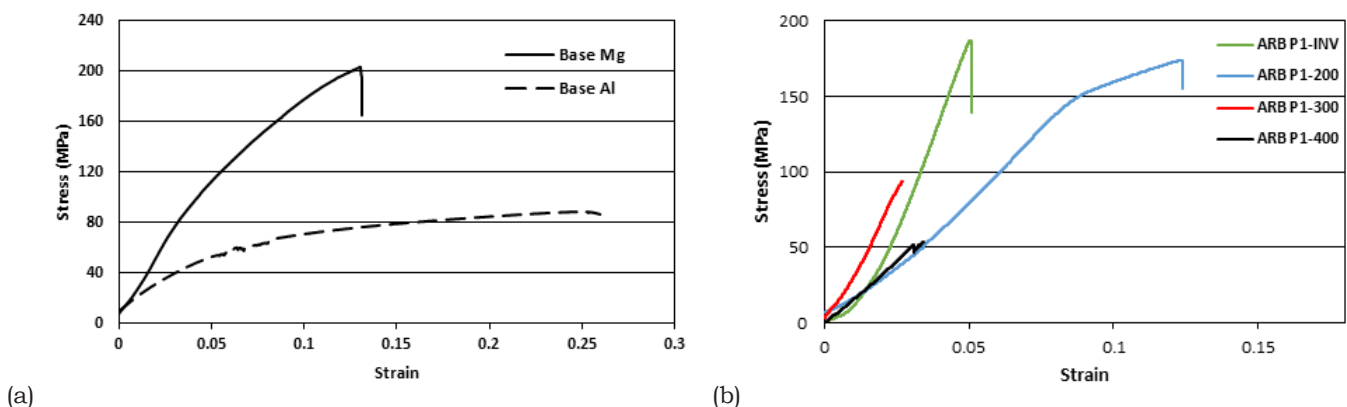 240
200
160
120
80
40
0
Stress (MPa)
Base Mg
Base Al
0 0.05 0.1 0.15 0.2 0.25 0.3
Strain
(a)
200
150
100
50
0
Stress (MPa)
ARB P1-INV
ARB P1-200
ARB P1-300
ARB P1-400
0 0.05 0.1 0.15
Strain
(b)